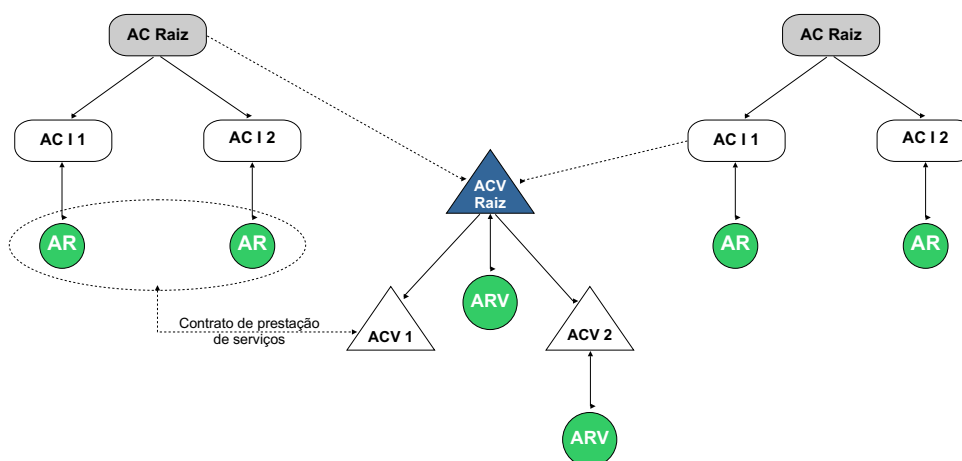 AC Raiz
AC Raiz
AC I 1
AC I 2
AC I 1
AC I 2
ACV
Raiz
AR
AR
AR
AR
ARV
Contrato de prestação
de serviços
ACV 1
ACV 2
ARV